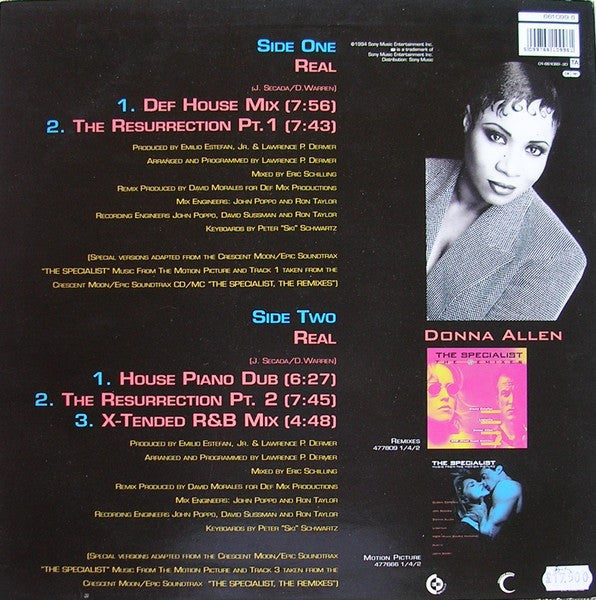 SIDE ONE
REAL
(J. SECADA/D.WARREN)
1. DEF HOUSE MIX (7:56)
2. THE RESURRECTION PT.1 (7:43)
PRODUCED BY EMILIO ESTEFAN, JR. & LAWRENCE P. DERMER
ARRANGED AND PROGRAMMED BY LAWRENCE P. DERMER
MIXED BY ERIC SCHILLING
REMIX PRODUCED BY DAVID MORALES FOR DEF MIX PRODUCTIONS
MIX ENGINEERS: JOHN POPPO AND RON TAYLOR
RECORDING ENGINEERS JOHN POPPO, DAVID SUSSMAN AND RON TAYLOR
KEYBOARDS BY PETER "SKI" SCHWARTZ
(SPECIAL VERSIONS ADAPTED FROM THE CRESCENT MOON/EPIC SOUNDTRAX
"THE SPECIALIST" MUSIC FROM THE MOTION PICTURE AND TRACK 1 TAKEN FROM THE
CRESCENT MOON/EPIC SOUNDTRAX CD/MC "THE SPECIALIST, THE REMIXES")
SIDE TWO
REAL
(J. SECADA/D.WARREN)
1. HOUSE PIANO DUB (6:27)
2. THE RESURRECTION PT. 2 (7:45)
3. X-TENDED R&B MIX (4:48)
PRODUCED BY EMILIO ESTEFAN, JR. & LAWRENCE P. DERMER
ARRANGED AND PROGRAMMED BY LAWRENCE P. DERMER
MIXED BY ERIC SCHILLING
REMIX PRODUCED BY DAVID MORALES FOR DEF MIX PRODUCTIONS
MIX ENGINEERS: JOHN POPPO AND RON TAYLOR
RECORDING ENGINEERS JOHN POPPO, DAVID SUSSMAN AND RON TAYLOR
KEYBOARDS BY PETER "SKI" SCHWARTZ
(SPECIAL VERSIONS ADAPTED FROM THE CRESCENT MOON/EPIC SOUNDTRAX
"THE SPECIALIST" MUSIC FROM THE MOTION PICTURE AND TRACK 3 TAKEN FROM THE
CRESCENT MOON/EPIC SOUNDTRAX "THE SPECIALIST, THE REMIXES")
©1994 Sony Music Entertainment Inc.
is a trademark of
Sony Music Entertainment Inc.
Distribution: Sony Music
DONNA ALLEN
THE SPECIALIST
THE REMIXES
REMIXES
477809 1/4/2
THE SPECIALIST
MUSIC FROM THE MOTION PICTURE
MOTION PICTURE
477666 1/4/2